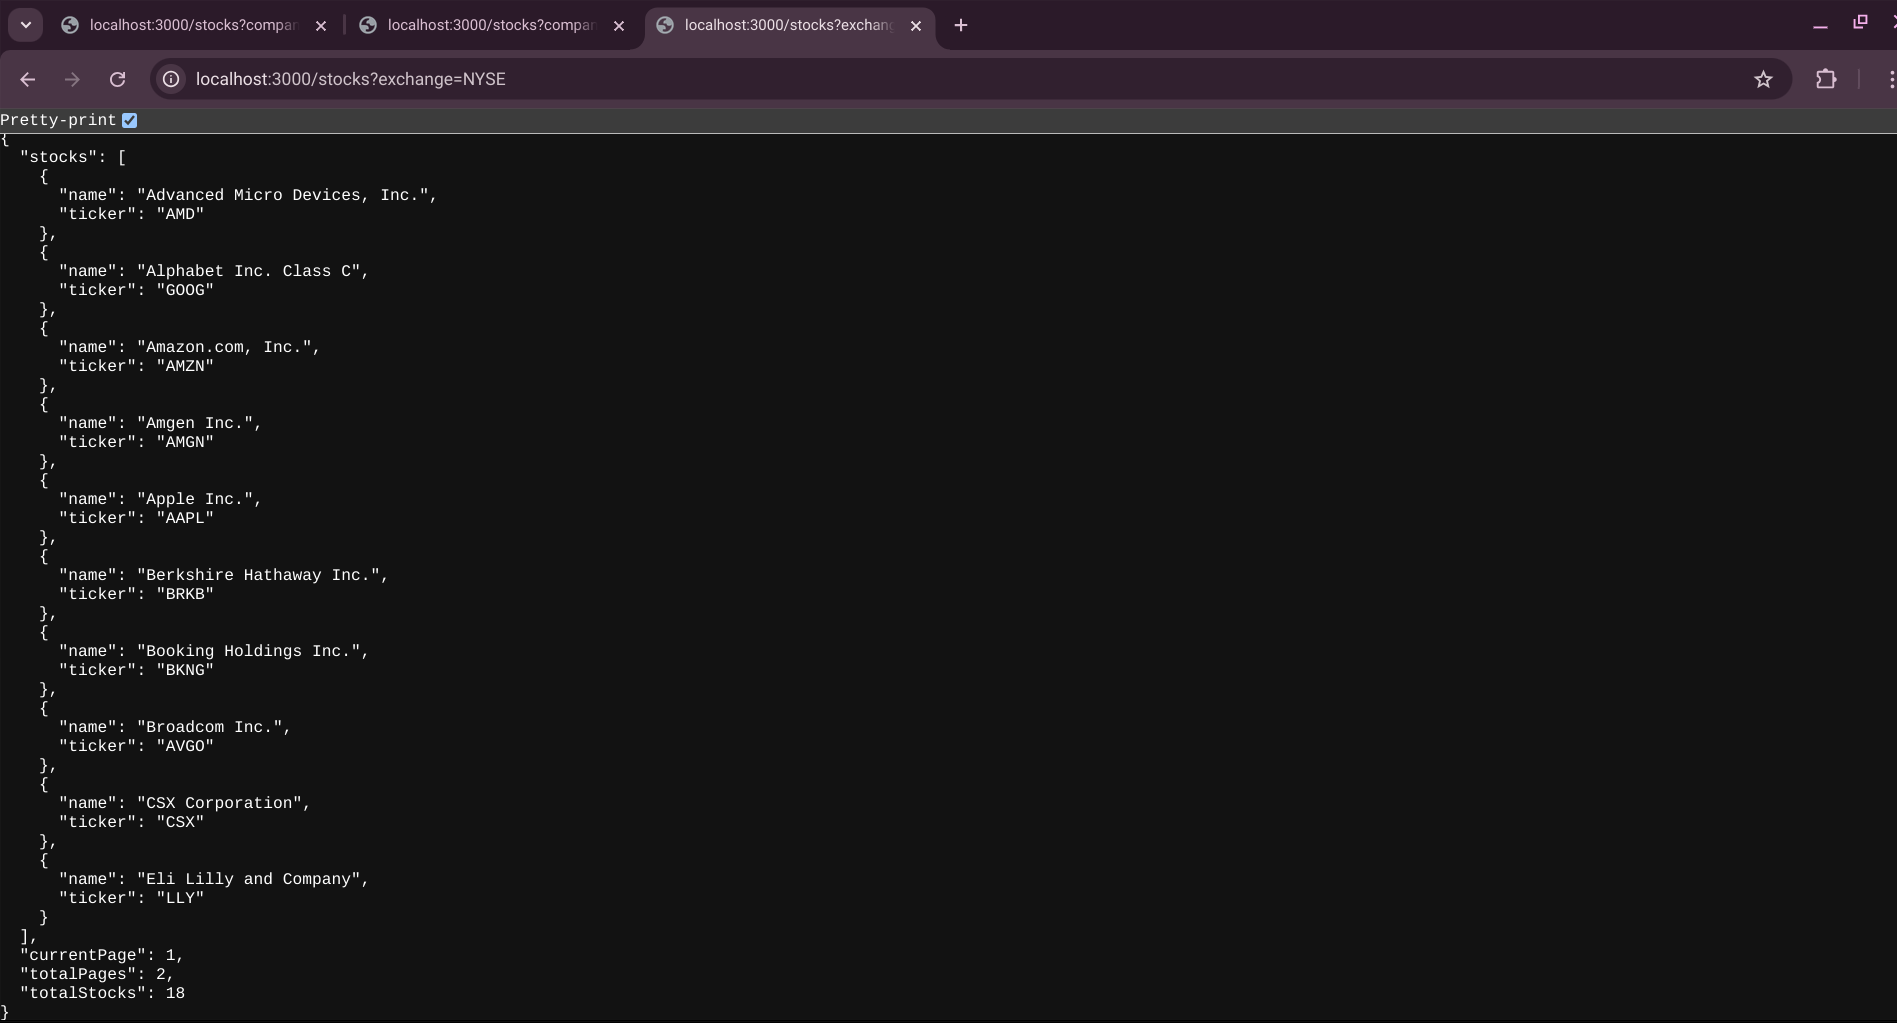 localhost:3000/stocks?compan
localhost:3000/stocks?compan
localhost:3000/stocks?exchang
localhost:3000/stocks?exchange=NYSE
Pretty-print
{
  "stocks": [
    {
      "name": "Advanced Micro Devices, Inc.",
      "ticker": "AMD"
    },
    {
      "name": "Alphabet Inc. Class C",
      "ticker": "GOOG"
    },
    {
      "name": "Amazon.com, Inc.",
      "ticker": "AMZN"
    },
    {
      "name": "Amgen Inc.",
      "ticker": "AMGN"
    },
    {
      "name": "Apple Inc.",
      "ticker": "AAPL"
    },
    {
      "name": "Berkshire Hathaway Inc.",
      "ticker": "BRKB"
    },
    {
      "name": "Booking Holdings Inc.",
      "ticker": "BKNG"
    },
    {
      "name": "Broadcom Inc.",
      "ticker": "AVGO"
    },
    {
      "name": "CSX Corporation",
      "ticker": "CSX"
    },
    {
      "name": "Eli Lilly and Company",
      "ticker": "LLY"
    }
  ],
  "currentPage": 1,
  "totalPages": 2,
  "totalStocks": 18
}